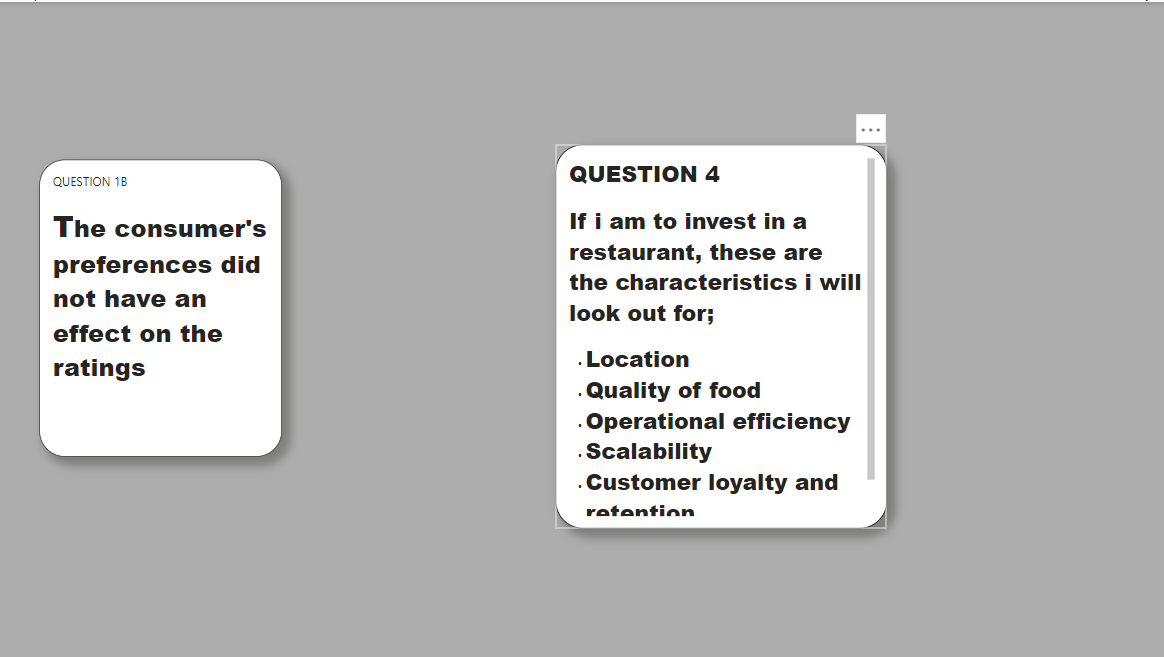 QUESTION 1B
The consumer's
preferences did
not have an
effect on the
ratings
QUESTION 4
If i am to invest in a
restaurant, these are
the characteristics i will
look out for;
. Location
. Quality of food
. Operational efficiency
. Scalability
. Customer loyalty and
retention